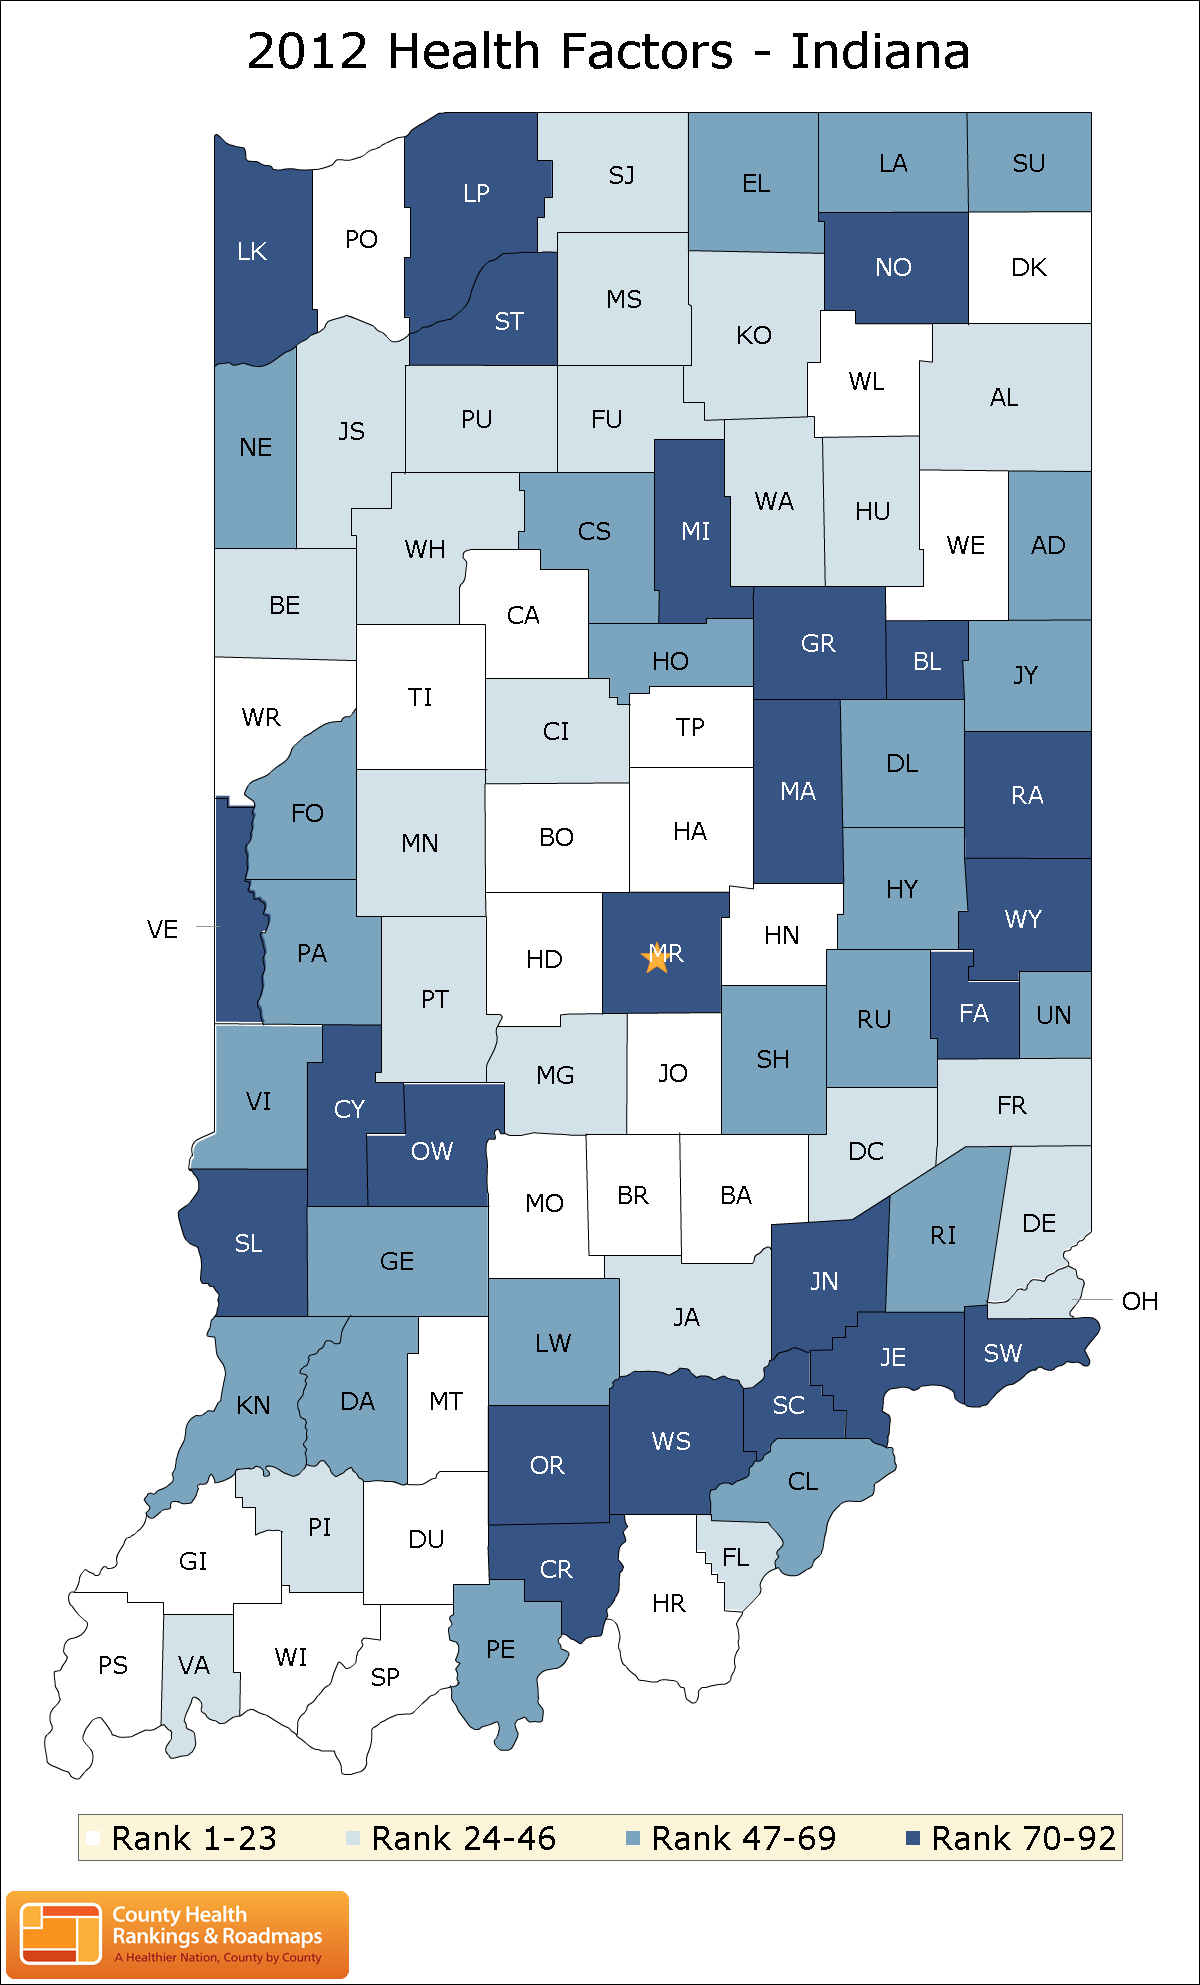 2012 Health Factors - Indiana
LP
SJ
EL
LA
SU
LK
PO
ST
MS
KO
NO
DK
WL
AL
NE
JS
PU
FU
WH
CS
MI
WA
HU
WE
AD
BE
CA
HO
GR
BL
JY
WR
TI
CI
TP
MA
DL
RA
FO
MN
BO
HA
HY
WY
VE
PA
PT
HD
MR
HN
RU
FA
UN
VI
CY
MG
JO
SH
FR
OW
DC
SL
MO
BR
BA
RI
DE
GE
JN
OH
LW
JA
JE
SW
KN
DA
MT
SC
OR
WS
CL
GI
PI
DU
CR
FL
HR
PS
VA
WI
SP
PE
Rank 1-23 Rank 24-46 Rank 47-69 Rank 70-92
County Health
Rankings & Roadmaps
A Healthier Nation, County by County